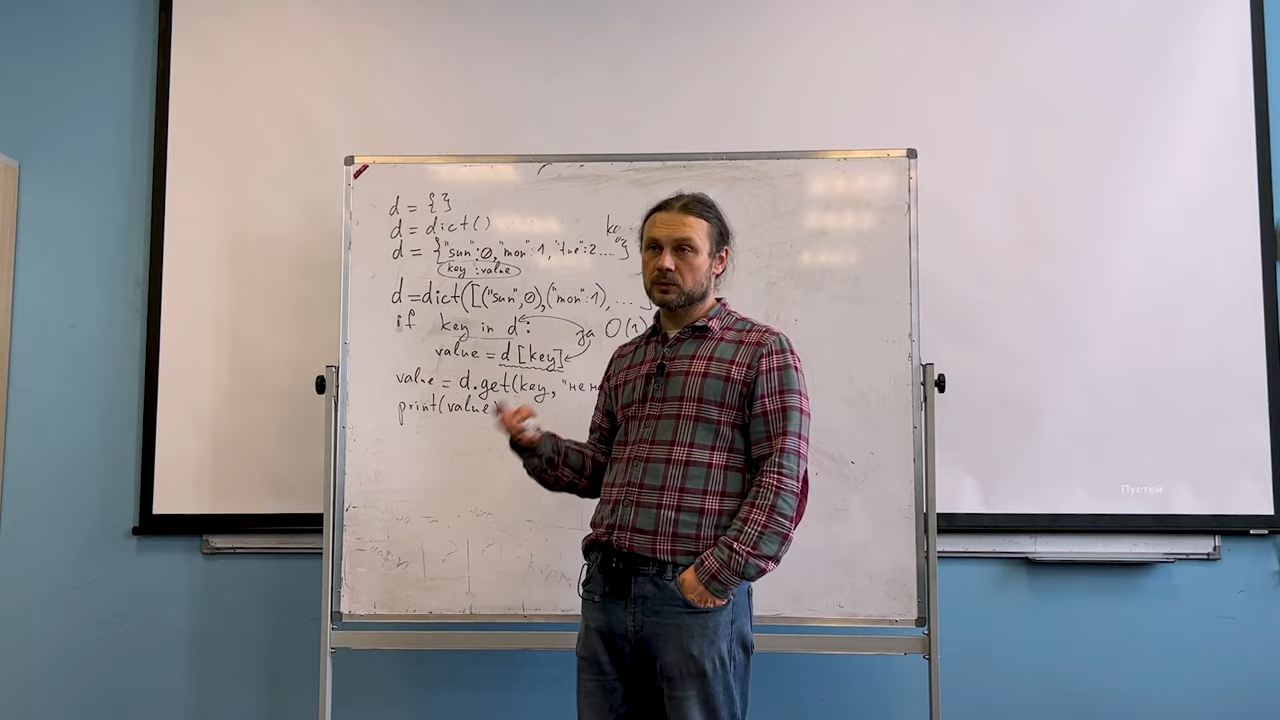 d = {}
d = dict()
d = {"sun":0, "mon":1, "tue":2....}
key : value
d =dict([("sun",0),("mon":1), ...
if key in d: за O(1)
value = d [key]
value = d.get(key, "не н
print(value)
Пустой